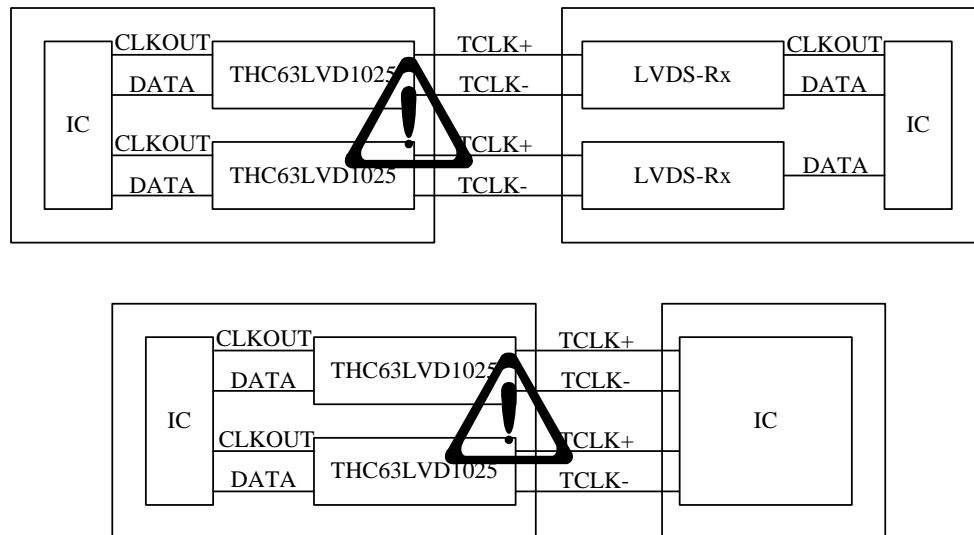 CLKOUT
THC63LVD1025
TCLK+
LVDS-Rx
CLKOUT
DATA
TCLK-
DATA
IC
IC
CLKOUT
THC63LVD1025
TCLK+
LVDS-Rx
DATA
DATA
TCLK-
CLKOUT
THC63LVD1025
TCLK+
DATA
TCLK-
IC
IC
CLKOUT
THC63LVD1025
TCLK+
DATA
TCLK-